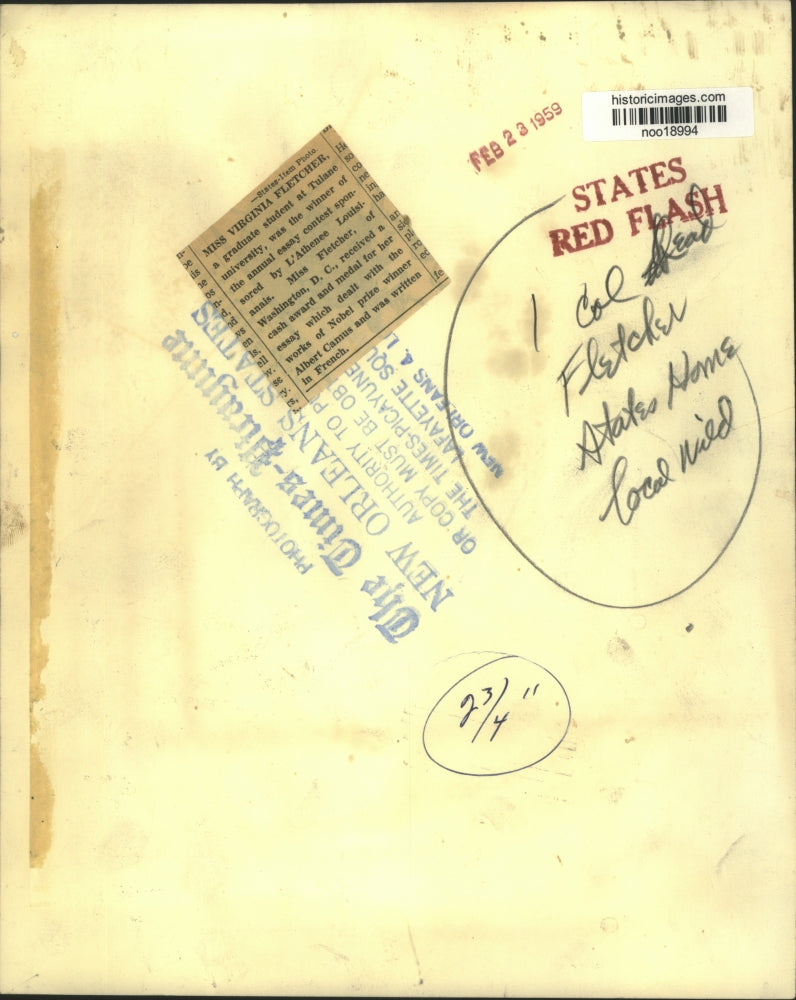 historicimages.com
noo18994
FEB 23 1959
STATES
RED FLASH
1 Col
Fletcher
States Home
local mild
—States-Item Photo.
MISS VIRGINIA FLETCHER,
a graduate student at Tulane
university, was the winner of
the annual essay contest spon-
sored by L'Athenee Louisi-
anais. Miss Fletcher, of
Washington, D. C., received a
cash award and medal for her
essay which dealt with the
works of Nobel prize winner
Albert Camus and was written
in French.
PHOTOGRAPH BY
The Times-Picayune
NEW ORLEANS STATES
AUTHORITY TO
OR COPY MUST BE OB
THE TIMES-PICAYUNE
LAFAYETTE SQU
NEW ORLEANS
2 3/4"